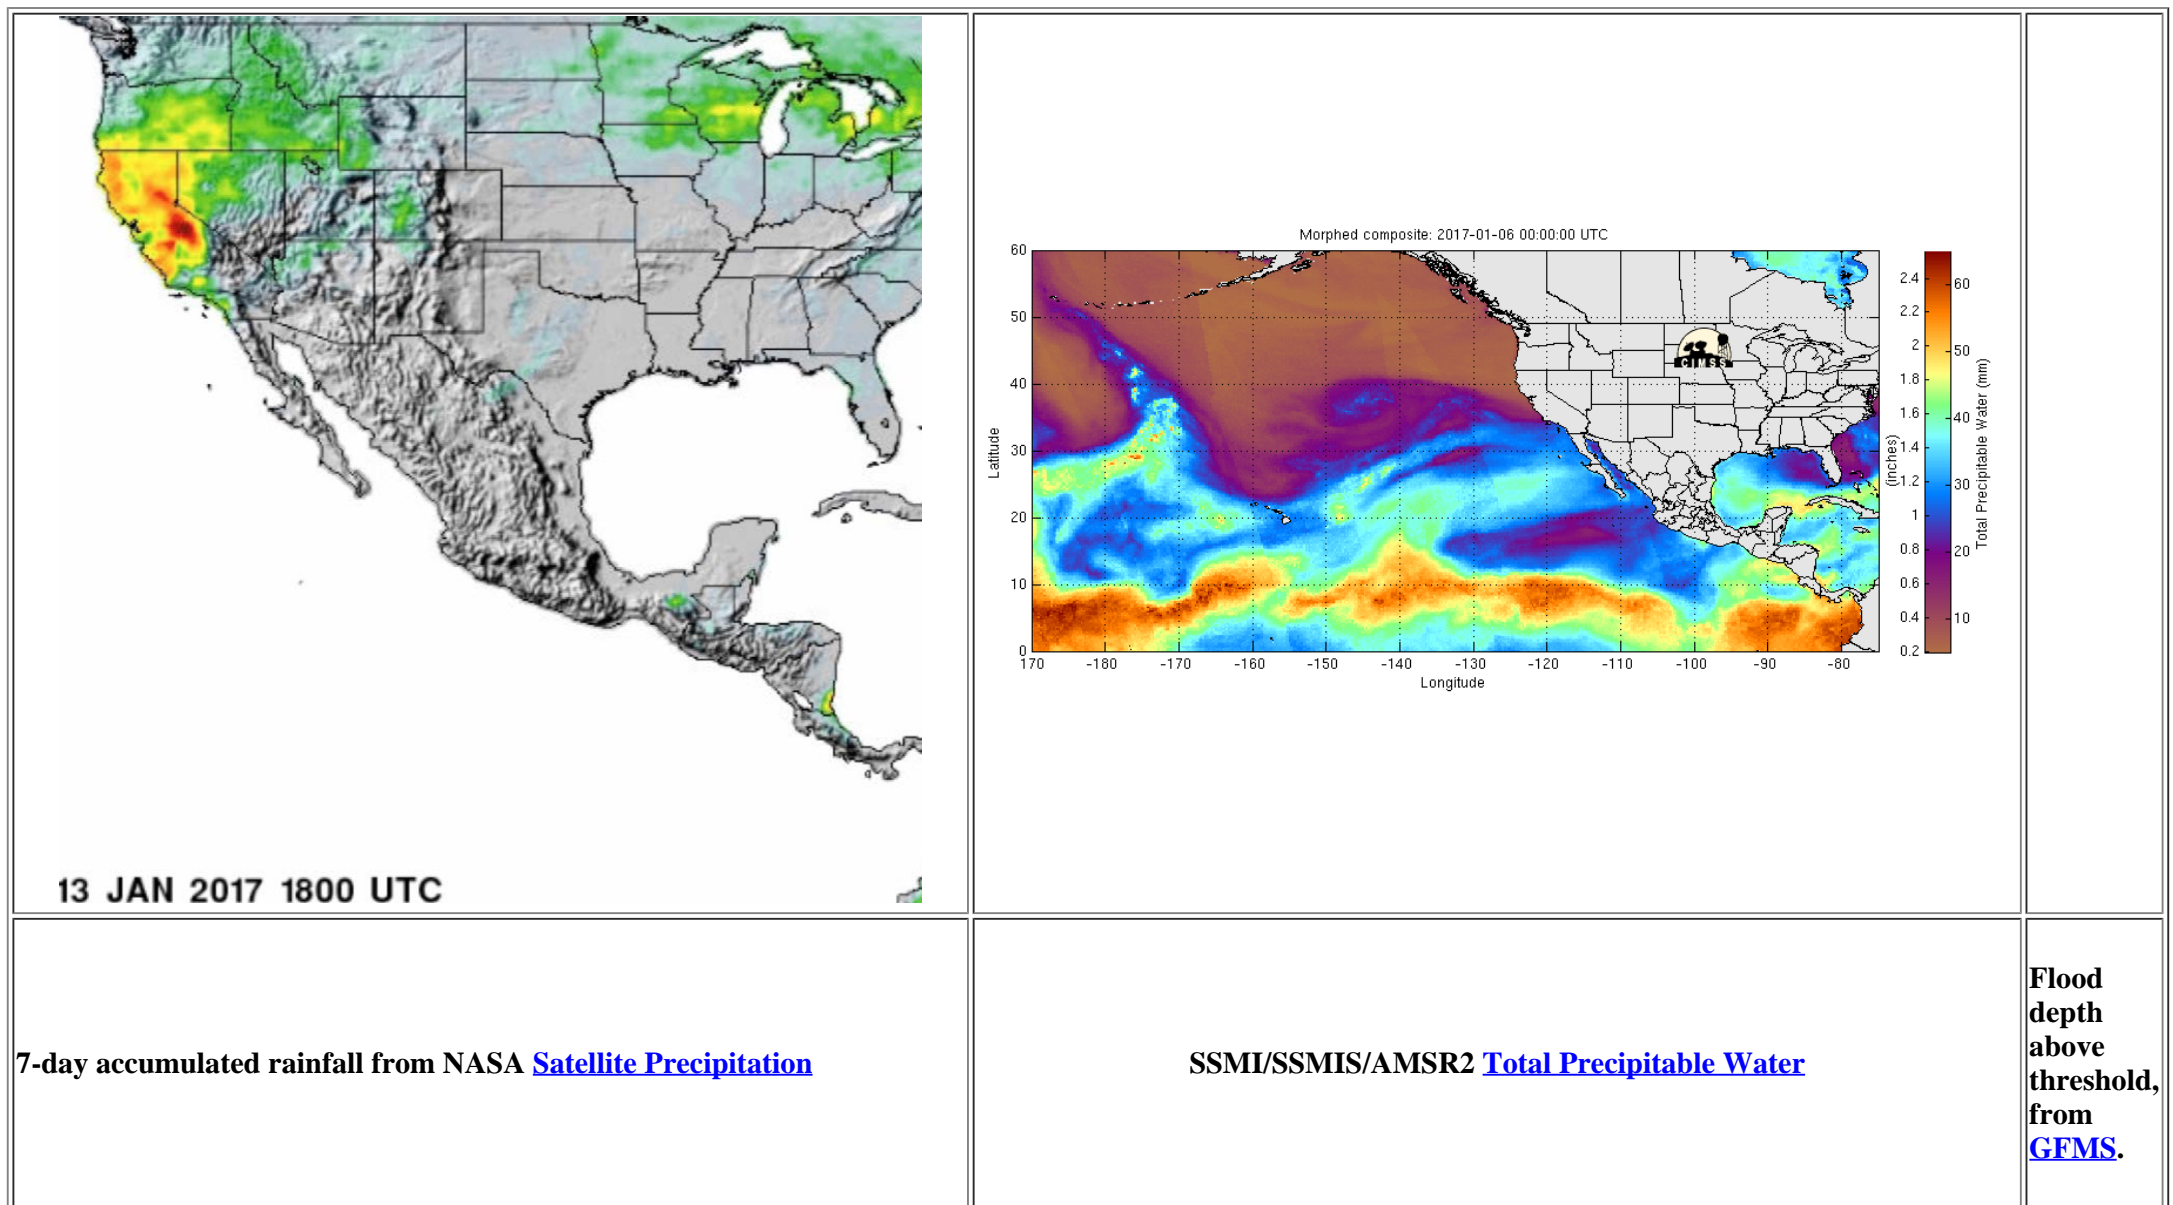 13 JAN 2017 1800 UTC
Morphed composite: 2017-01-06 00:00:00 UTC
60
50
40
30
20
10
0
Latitude
170
-180
-170
-160
-150
-140
-130
-120
-110
-100
-90
-80
Longitude
CIMSS
2.4
2.2
2
1.8
1.6
1.4
1.2
1
0.8
0.6
0.4
0.2
(inches)
60
50
40
30
20
10
Total Precipitable Water (mm)
7-day accumulated rainfall from NASA Satellite Precipitation
SSMI/SSMIS/AMSR2 Total Precipitable Water
Flood
depth
above
threshold,
from
GFMS.